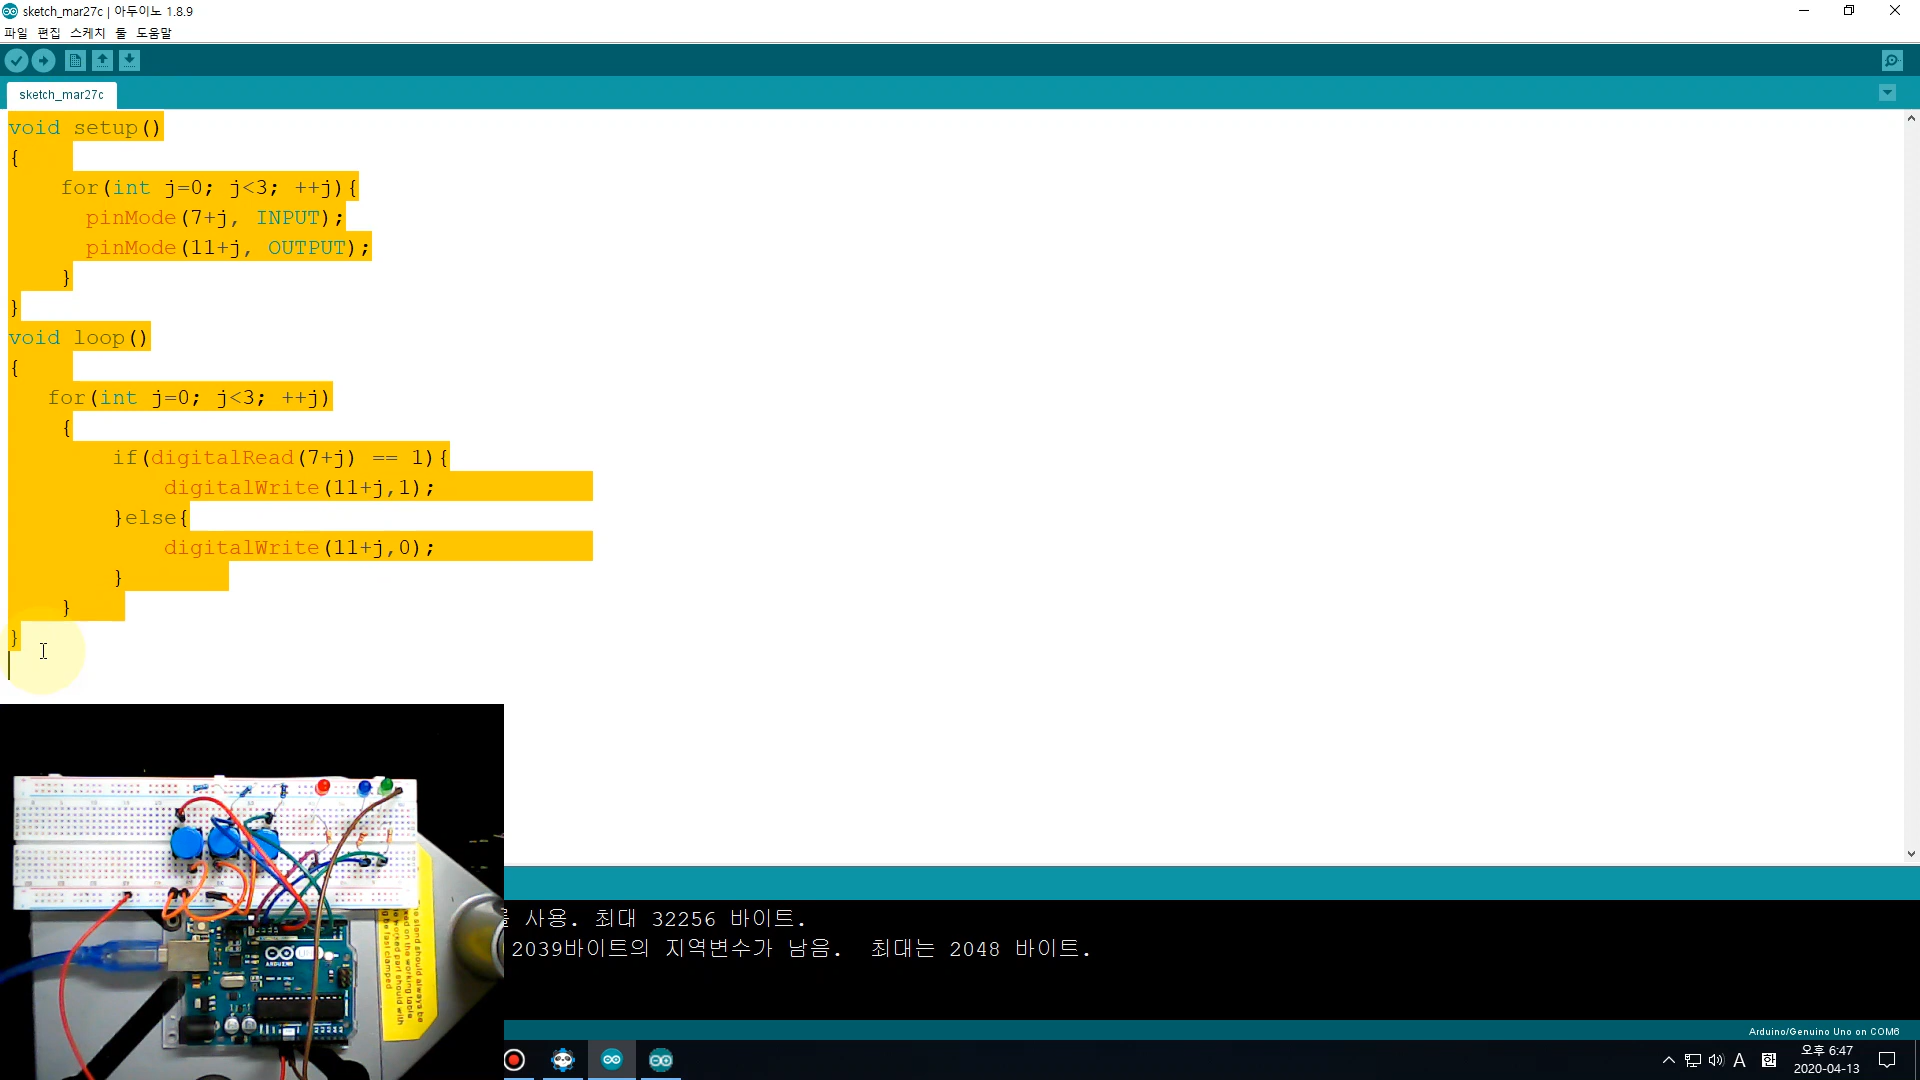 sketch_mar27c | 아두이노 1.8.9
파일 편집 스케치 툴 도움말
sketch_mar27c
void setup()
{
for(int j=0; j<3; ++j){
pinMode(7+j, INPUT);
pinMode(11+j, OUTPUT);
}
}
void loop()
{
for(int j=0; j<3; ++j)
{
if(digitalRead(7+j) == 1){
digitalWrite(11+j,1);
}else{
digitalWrite(11+j,0);
}
}
}
사용. 최대 32256 바이트.
2039바이트의 지역변수가 남음. 최대는 2048 바이트.
Arduino/Genuino Uno on COM6
A 한 오후 6:47
2020-04-13
ARDUINO